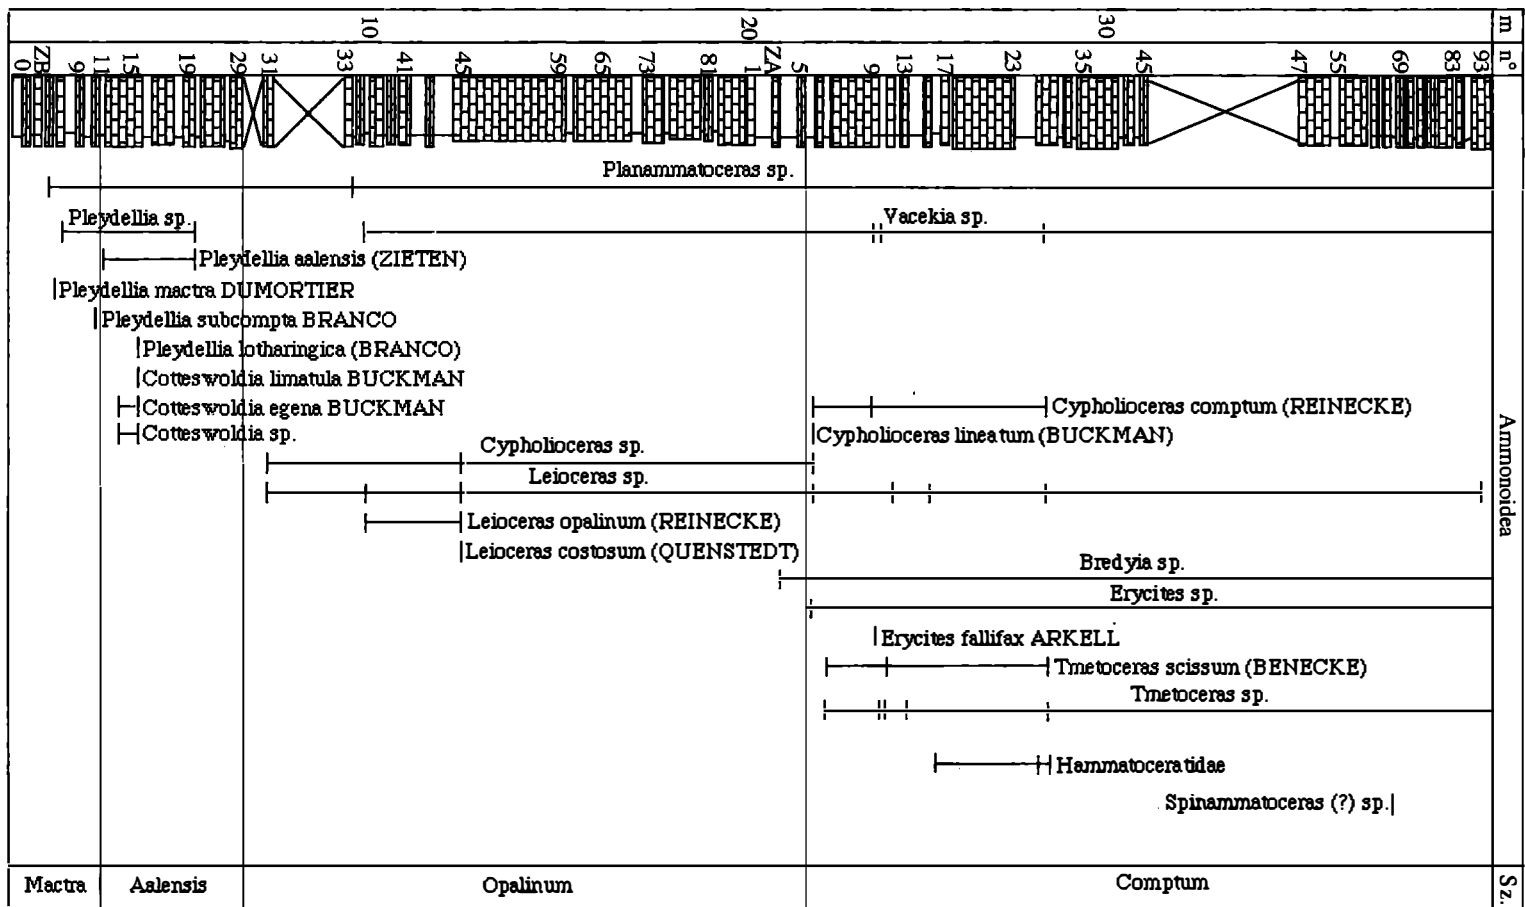 10 20 30 m
0 ZB 9 11 15 19 29 31 33 41 45 59 65 73 81 1 ZA 5 9 13 17 23 35 45 47 55 69 83 93 nº
Planammatoceras sp.
Pleydellia sp. Vacekia sp.
Pleydellia aalensis (ZIETEN)
Pleydellia mactra DUMORTIER
Pleydellia subcompta BRANCO
Pleydellia lotharingica (BRANCO)
Cotteswoldia limatula BUCKMAN
Cotteswoldia egena BUCKMAN Cypholioceras comptum (REINECKE)
Cotteswoldia sp. Cypholioceras lineatum (BUCKMAN)
Cypholioceras sp.
Leioceras sp.
Leioceras opalinum (REINECKE)
Leioceras costosum (QUENSTEDT)
Bredyia sp.
Erycites sp.
Erycites fallifax ARKELL
Tmetoceras scissum (BENECKE)
Tmetoceras sp.
Hammatoceratidae
Spinammatoceras (?) sp.
Ammonoidea
Mactra Aalensis Opalinum Comptum Sz.